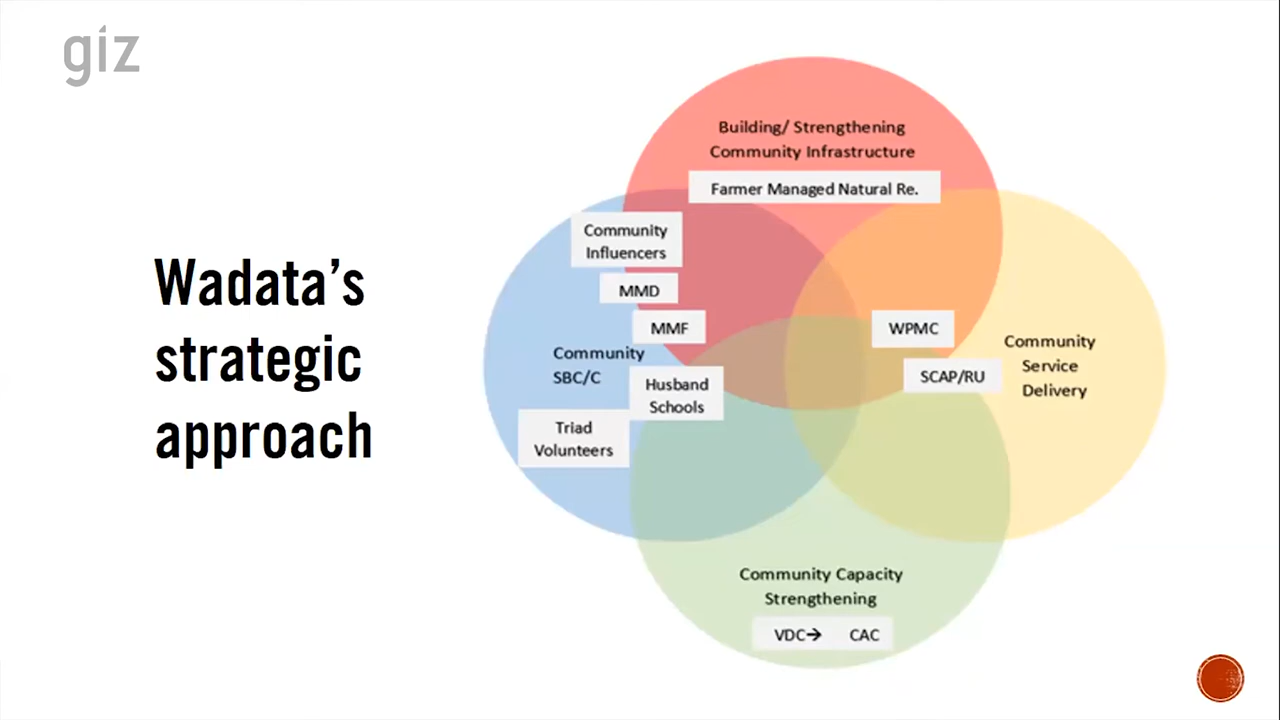 giz
Wadata's
strategic
approach
Building/ Strengthening
Community Infrastructure
Farmer Managed Natural Re.
Community
Influencers
MMD
MMF
Community
SBC/C
Husband
Schools
Triad
Volunteers
WPMC
SCAP/RU
Community
Service
Delivery
Community Capacity
Strengthening
VDC→ CAC